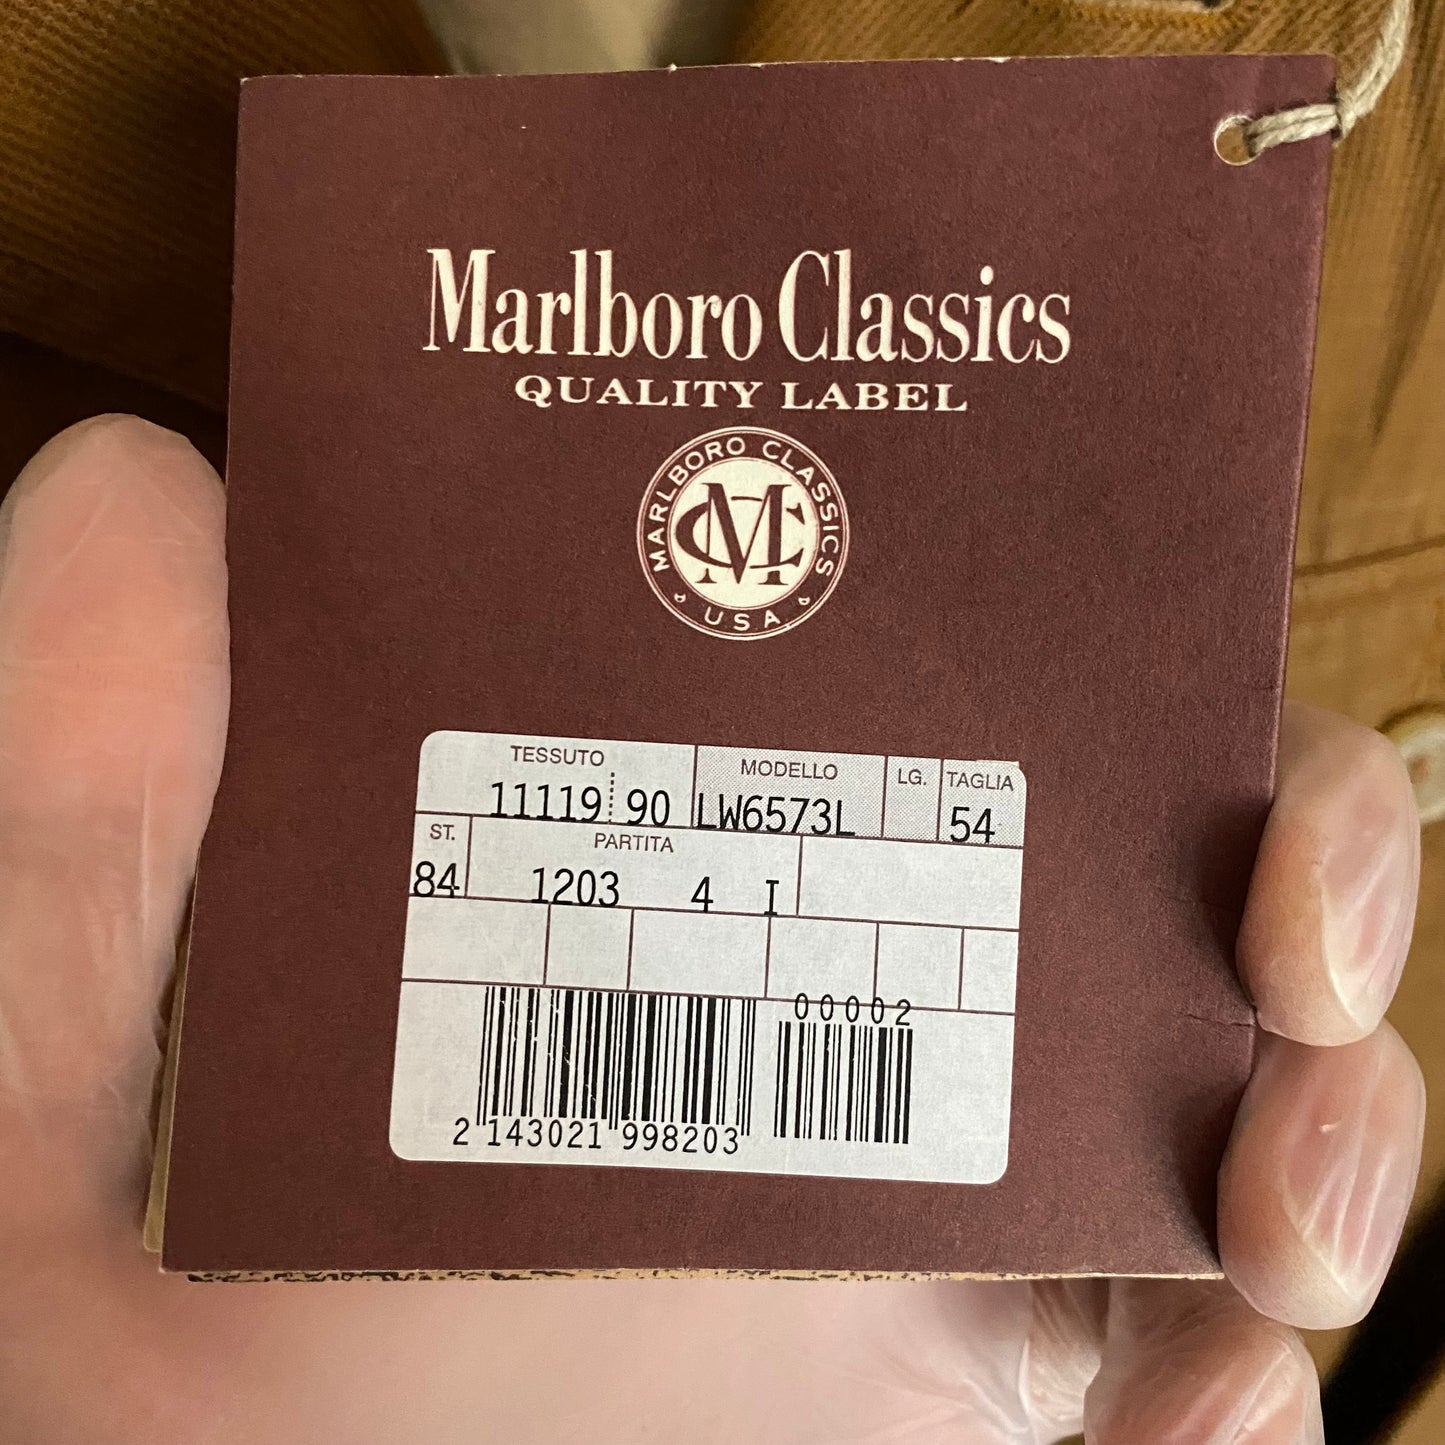 Marlboro Classics
QUALITY LABEL
MARLBORO CLASSICS
MC
USA
TESSUTO MODELLO LG. TAGLIA
11119 90 LW6573L 54
ST. PARTITA
84 1203 4 I
00002
2 143021 998203